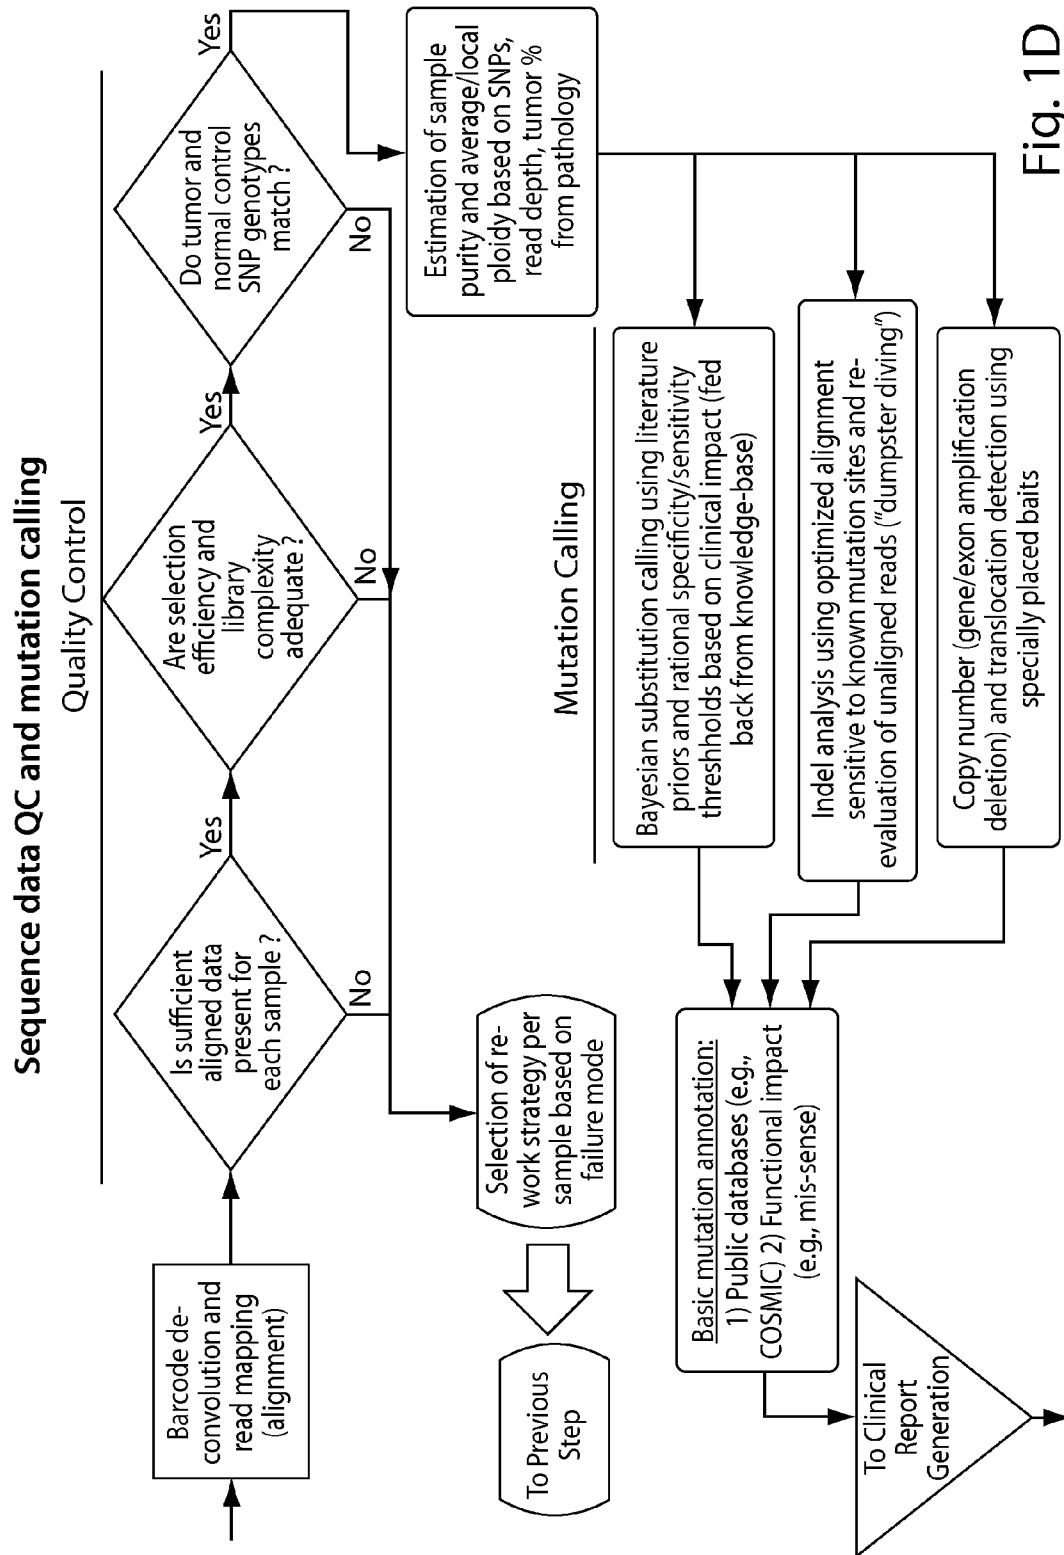 Sequence data QC and mutation calling
Quality Control
Barcode de-
convolution and
read mapping
(alignment)
Is sufficient
aligned data
present for
each sample ?
Yes
No
Are selection
efficiency and
library
complexity
adequate ?
Yes
No
Do tumor and
normal control
SNP genotypes
match ?
Yes
No
Selection of re-
work strategy per
sample based on
failure mode
To Previous
Step
Estimation of sample
purity and average/local
ploidy based on SNPs,
read depth, tumor %
from pathology
Mutation Calling
Bayesian substitution calling using literature
priors and rational specificity/sensitivity
thresholds based on clinical impact (fed
back from knowledge-base)
Indel analysis using optimized alignment
sensitive to known mutation sites and re-
evaluation of unaligned reads ("dumpster diving")
Copy number (gene/exon amplification
deletion) and translocation detection using
specially placed baits
Basic mutation annotation:
1) Public databases (e.g.,
COSMIC) 2) Functional impact
(e.g., mis-sense)
To Clinical
Report
Generation
Fig. 1D